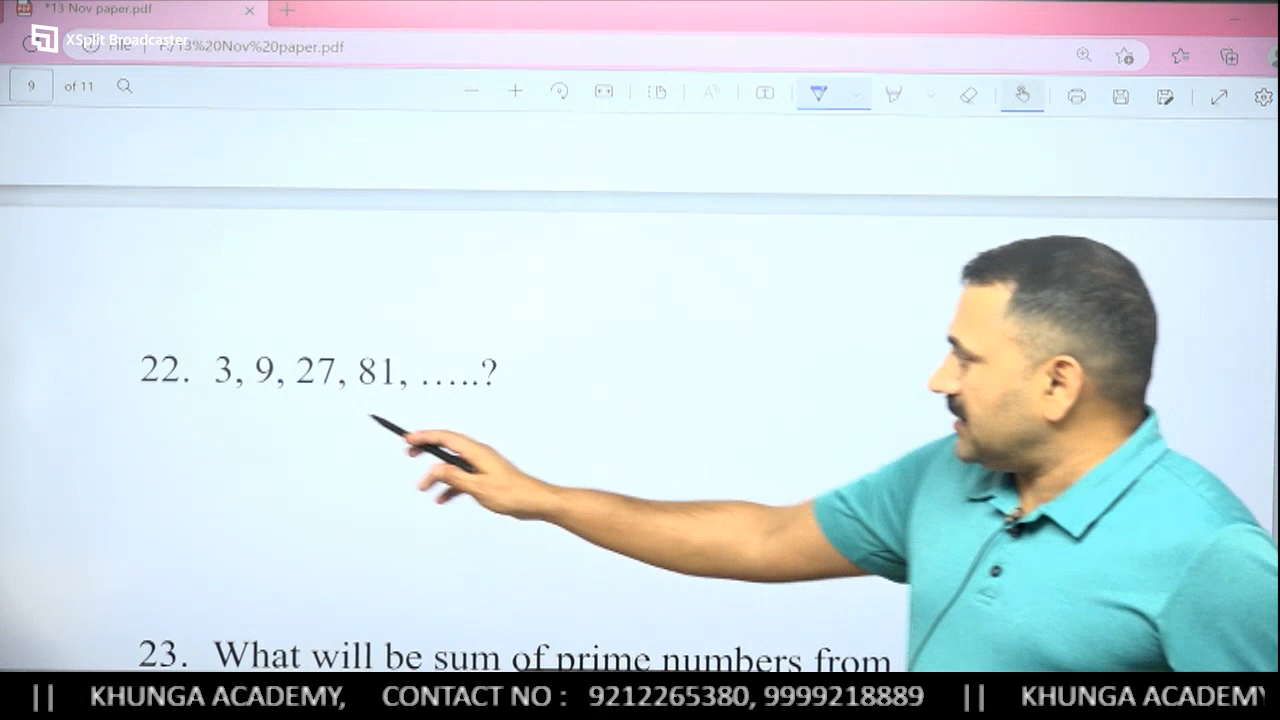 *13 Nov paper.pdf
XSplit Broadcaster
File | F:/13%20Nov%20paper.pdf
9 of 11
22. 3, 9, 27, 81, .....?
23. What will be sum of prime numbers from
|| KHUNGA ACADEMY, CONTACT NO : 9212265380, 9999218889 || KHUNGA ACADEMY